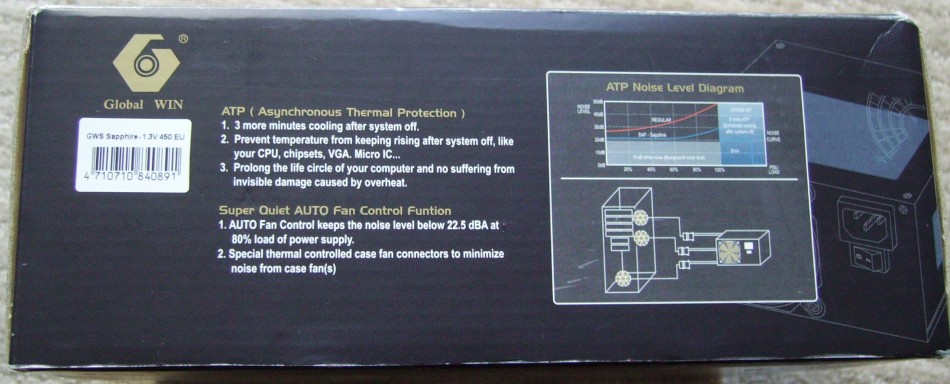 ®
Global WIN
GWS Sapphire-1.3V 450 EU
4 710710 840891
ATP ( Asynchronous Thermal Protection )
1. 3 more minutes cooling after system off.
2. Prevent temperature from keeping rising after system off, like
your CPU, chipsets, VGA. Micro IC...
3. Prolong the life circle of your computer and no suffering from
invisible damage caused by overheat.
Super Quiet AUTO Fan Control Funtion
1. AUTO Fan Control keeps the noise level below 22.5 dBA at
80% load of power supply.
2. Special thermal controlled case fan connectors to minimize
noise from case fan(s)
ATP Noise Level Diagram
NOISE
LEVEL
REGULAR
SAP - Sapphire
NOISE
CURVE
20% 40% 60% 80% 100%
PSU
LOAD